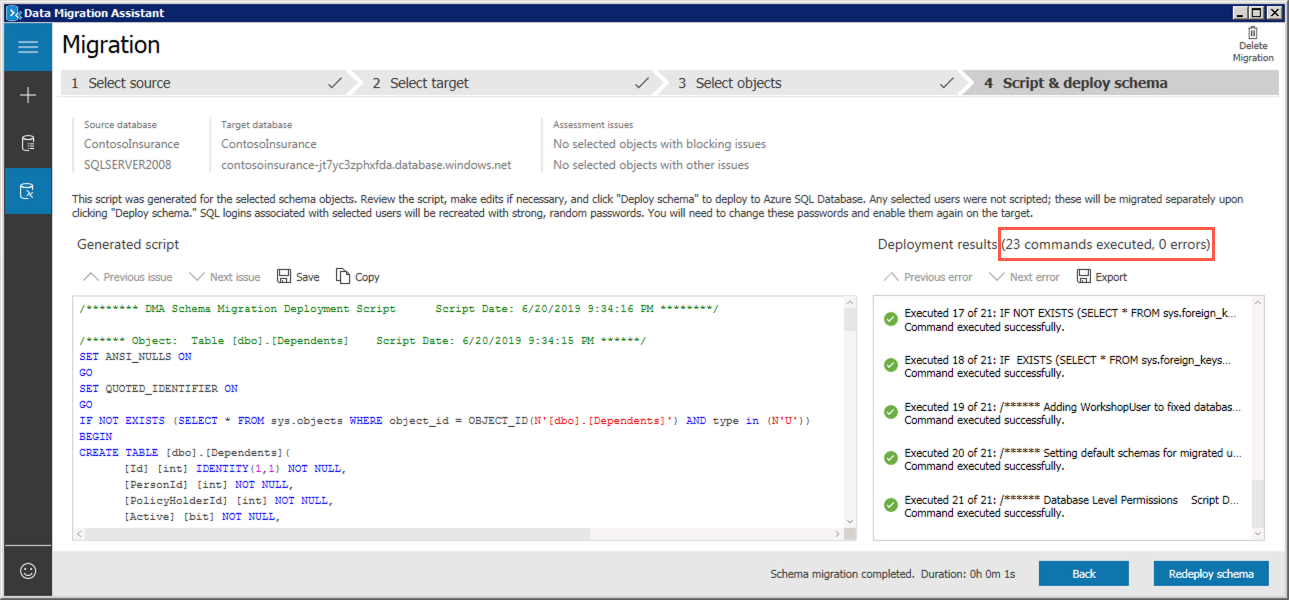 Data Migration Assistant
Migration
Delete
Migration
1 Select source
2 Select target
3 Select objects
4 Script & deploy schema
Source database
ContosoInsurance
SQLSERVER2008
Target database
ContosoInsurance
contosoinsurance-jt7yc3zphxfda.database.windows.net
Assessment issues
No selected objects with blocking issues
No selected objects with other issues
This script was generated for the selected schema objects. Review the script, make edits if necessary, and click "Deploy schema" to deploy to Azure SQL Database. Any selected users were not scripted; these will be migrated separately upon
clicking "Deploy schema." SQL logins associated with selected users will be recreated with strong, random passwords. You will need to change these passwords and enable them again on the target.
Generated script
Previous issue Next issue Save Copy
/******** DMA Schema Migration Deployment Script      Script Date: 6/20/2019 9:34:16 PM ********/
/****** Object:  Table [dbo].[Dependents]    Script Date: 6/20/2019 9:34:15 PM ******/
SET ANSI_NULLS ON
GO
SET QUOTED_IDENTIFIER ON
GO
IF NOT EXISTS (SELECT * FROM sys.objects WHERE object_id = OBJECT_ID(N'[dbo].[Dependents]') AND type in (N'U'))
BEGIN
CREATE TABLE [dbo].[Dependents](
[Id] [int] IDENTITY(1,1) NOT NULL,
[PersonId] [int] NOT NULL,
[PolicyHolderId] [int] NOT NULL,
[Active] [bit] NOT NULL,
Deployment results (23 commands executed, 0 errors)
Previous error Next error Export
Executed 17 of 21: IF NOT EXISTS (SELECT * FROM sys.foreign_k...
Command executed successfully.
Executed 18 of 21: IF  EXISTS (SELECT * FROM sys.foreign_keys...
Command executed successfully.
Executed 19 of 21: /****** Adding WorkshopUser to fixed databas...
Command executed successfully.
Executed 20 of 21: /****** Setting default schemas for migrated u...
Command executed successfully.
Executed 21 of 21: /****** Database Level Permissions    Script D...
Command executed successfully.
Schema migration completed. Duration: 0h 0m 1s
Back
Redeploy schema